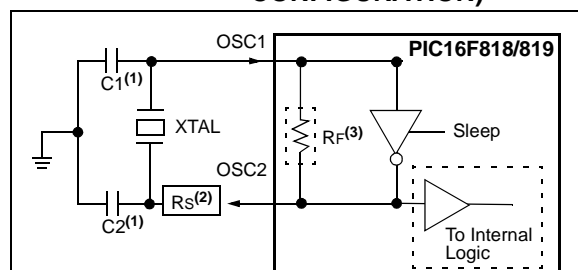 CONFIGURATION)
OSC1
PIC16F818/819
C1(1)
XTAL
RF(3)
Sleep
OSC2
RS(2)
C2(1)
To Internal
Logic